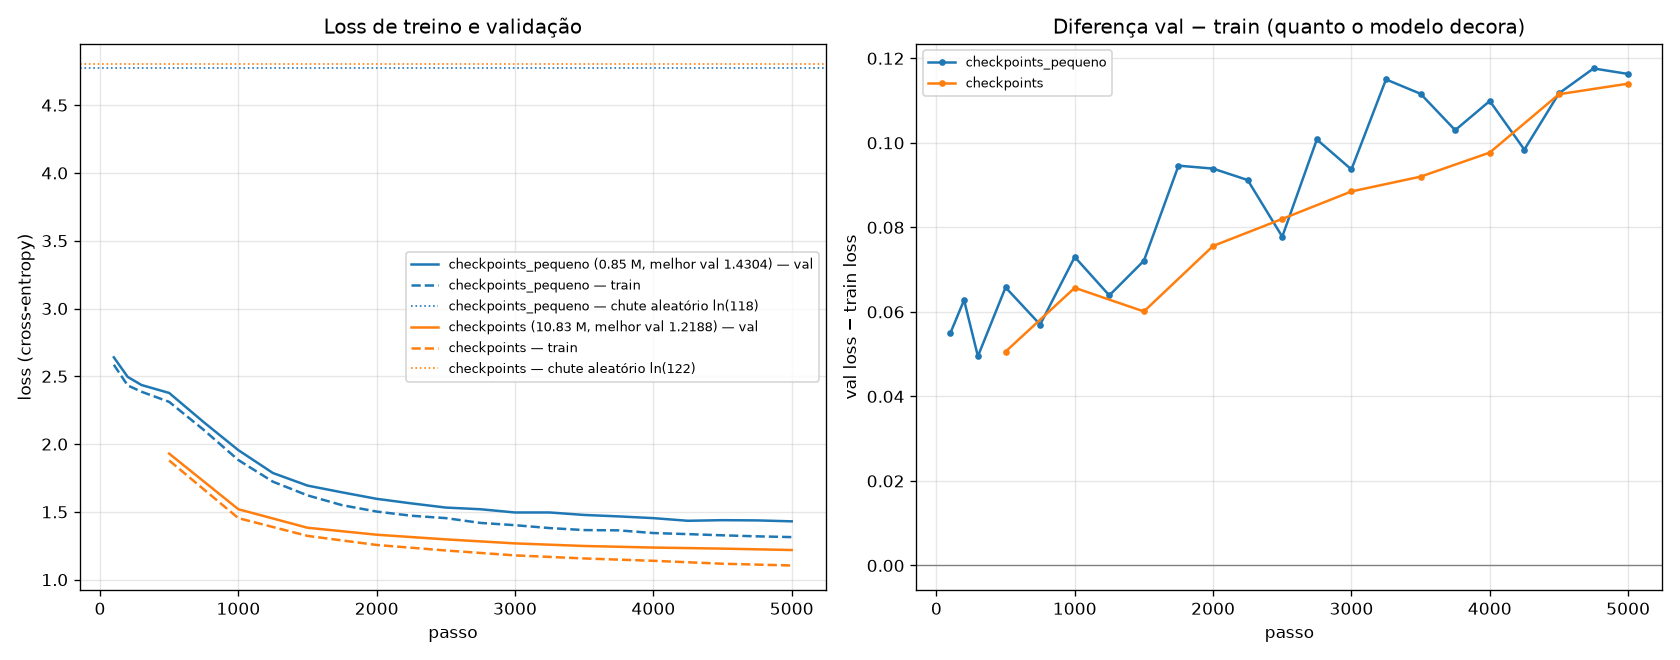 Loss de treino e validação
loss (cross-entropy)
4.5
4.0
3.5
3.0
2.5
2.0
1.5
1.0
checkpoints_pequeno (0.85 M, melhor val 1.4304) — val
checkpoints_pequeno — train
checkpoints_pequeno — chute aleatório ln(118)
checkpoints (10.83 M, melhor val 1.2188) — val
checkpoints — train
checkpoints — chute aleatório ln(122)
0 1000 2000 3000 4000 5000
passo
Diferença val − train (quanto o modelo decora)
val loss − train loss
0.12
0.10
0.08
0.06
0.04
0.02
0.00
checkpoints_pequeno
checkpoints
0 1000 2000 3000 4000 5000
passo